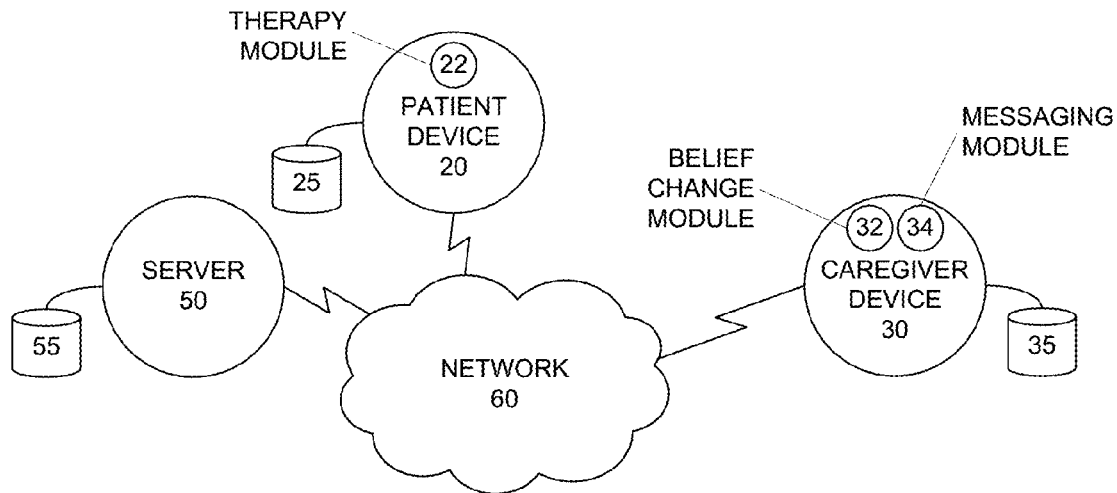 THERAPY
MODULE
22
PATIENT
DEVICE
20
25
MESSAGING
MODULE
BELIEF
CHANGE
MODULE
32
34
CAREGIVER
DEVICE
30
35
SERVER
50
55
NETWORK
60